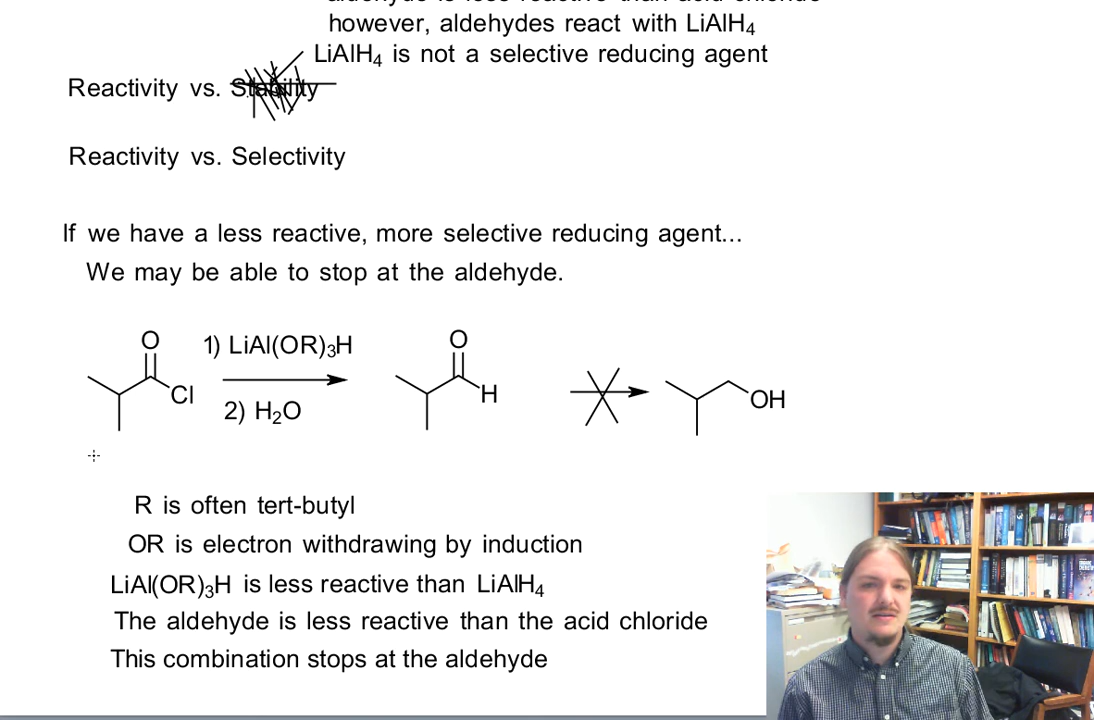 however, aldehydes react with LiAlH4
LiAlH4 is not a selective reducing agent
Reactivity vs. Stability
Reactivity vs. Selectivity
If we have a less reactive, more selective reducing agent...
We may be able to stop at the aldehyde.
O
Cl
1) LiAl(OR)3H
2) H2O
O
H
OH
R is often tert-butyl
OR is electron withdrawing by induction
LiAl(OR)3H is less reactive than LiAlH4
The aldehyde is less reactive than the acid chloride
This combination stops at the aldehyde